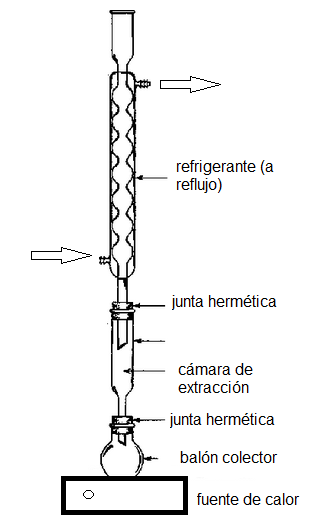 refrigerante (a
reflujo)
junta hermética
cámara de
extracción
junta hermética
balón colector
fuente de calor